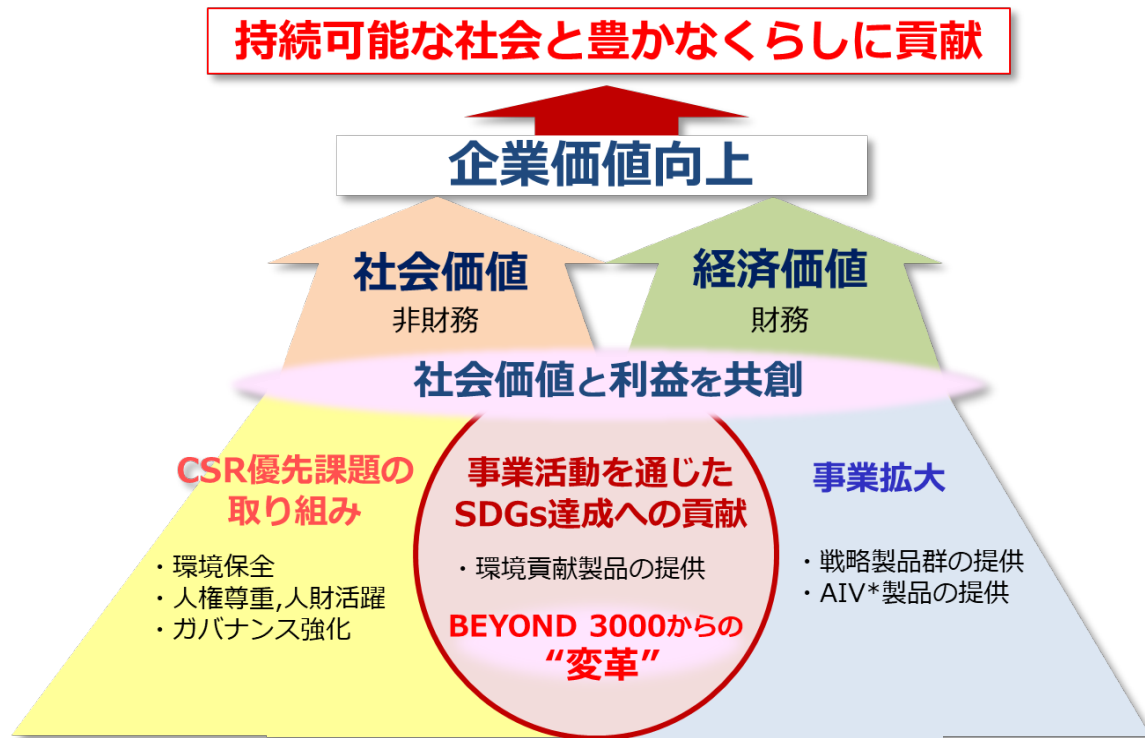 持続可能な社会と豊かなくらしに貢献
企業価値向上
社会価値
非財務
経済価値
財務
社会価値と利益を共創
CSR優先課題の
取り組み
・環境保全
・人権尊重,人財活躍
・ガバナンス強化
事業活動を通じた
SDGs達成への貢献
・環境貢献製品の提供
BEYOND 3000からの
“変革”
事業拡大
・戦略製品群の提供
・AIV*製品の提供